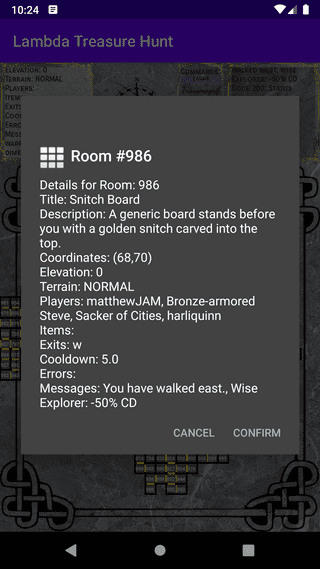 10:24
Lambda Treasure Hunt
ELEVATION: 0
TERRAIN: NORMAL
PLAYERS:
COMMANDS:
Room #986
Details for Room: 986
Title: Snitch Board
Description: A generic board stands before
you with a golden snitch carved into the
top.
Coordinates: (68,70)
Elevation: 0
Terrain: NORMAL
Players: matthewJAM, Bronze-armored
Steve, Sacker of Cities, harliquinn
Items:
Exits: w
Cooldown: 5.0
Errors:
Messages: You have walked east., Wise
Explorer: -50% CD
CANCEL CONFIRM